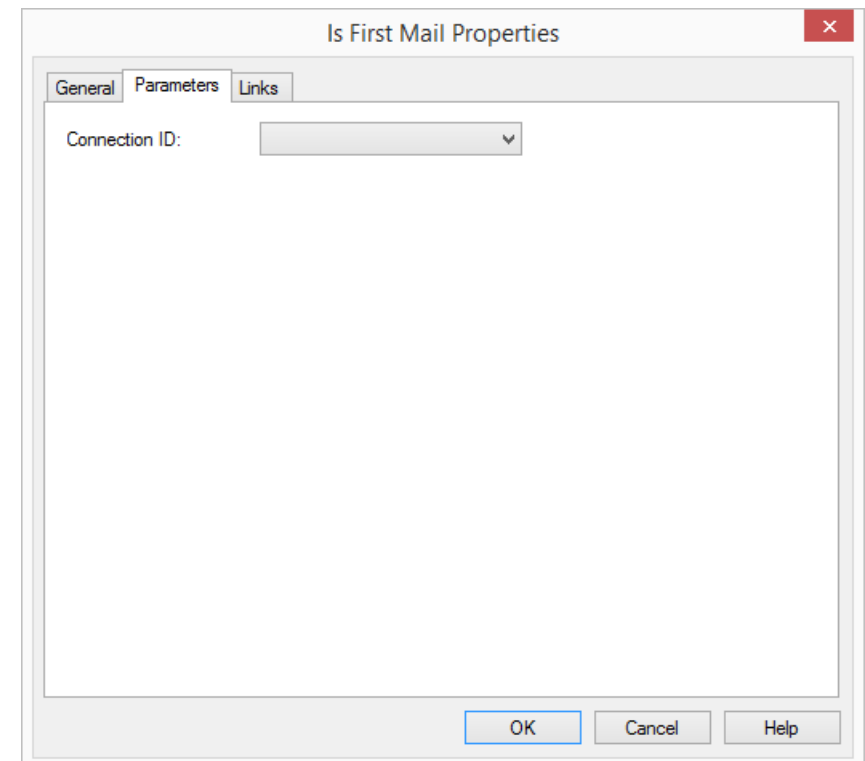 Is First Mail Properties
General Parameters Links
Connection ID:
OK Cancel Help